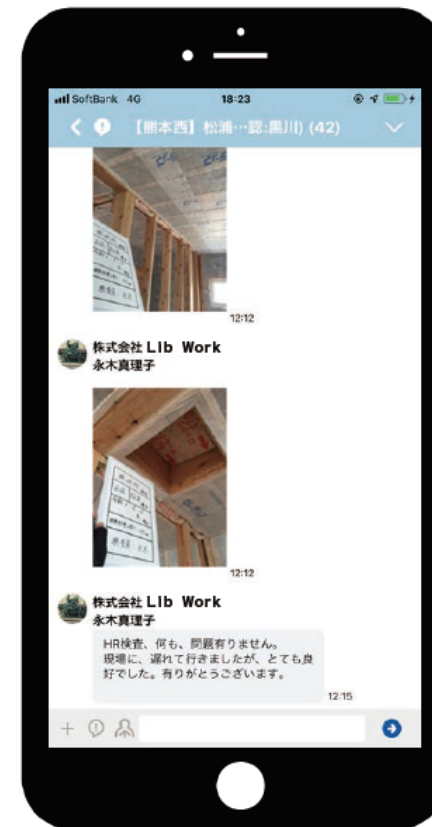 SoftBank 4G 18:23
【熊本西】松浦…認:黒川) (42)
12:12
株式会社 Lib Work
永木真理子
12:12
株式会社 Lib Work
永木真理子
HR検査、何も、問題有りません。
現場に、遅れて行きましたが、とても良
好でした。有りがとうございます。
12:15